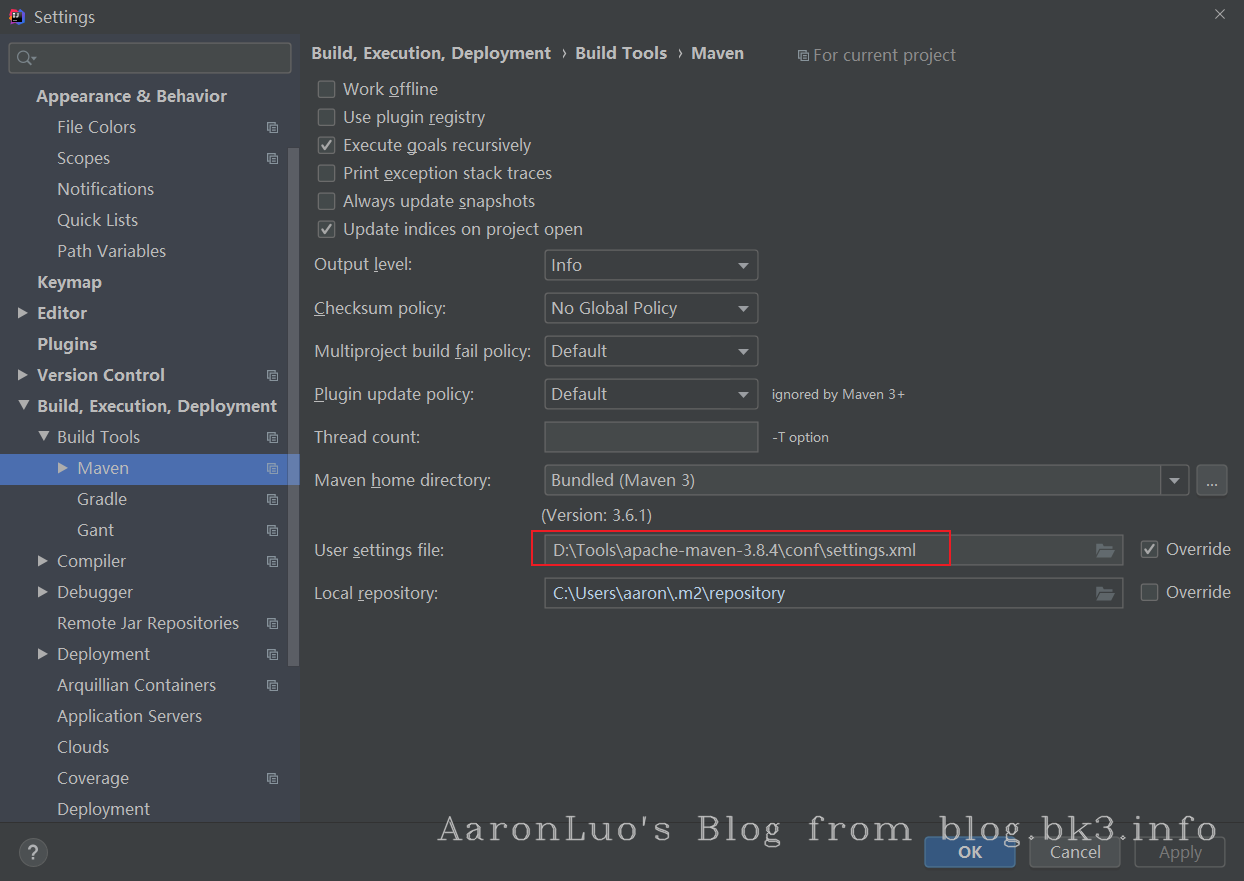 Settings
Appearance & Behavior
File Colors
Scopes
Notifications
Quick Lists
Path Variables
Keymap
Editor
Plugins
Version Control
Build, Execution, Deployment
Build Tools
Maven
Gradle
Gant
Compiler
Debugger
Remote Jar Repositories
Deployment
Arquillian Containers
Application Servers
Clouds
Coverage
Deployment
Build, Execution, Deployment › Build Tools › Maven For current project
Work offline
Use plugin registry
Execute goals recursively
Print exception stack traces
Always update snapshots
Update indices on project open
Output level: Info
Checksum policy: No Global Policy
Multiproject build fail policy: Default
Plugin update policy: Default ignored by Maven 3+
Thread count: -T option
Maven home directory: Bundled (Maven 3) ...
(Version: 3.6.1)
User settings file: D:\Tools\apache-maven-3.8.4\conf\settings.xml Override
Local repository: C:\Users\aaron\.m2\repository Override
AaronLuo's Blog from blog.bk3.info
? OK Cancel Apply